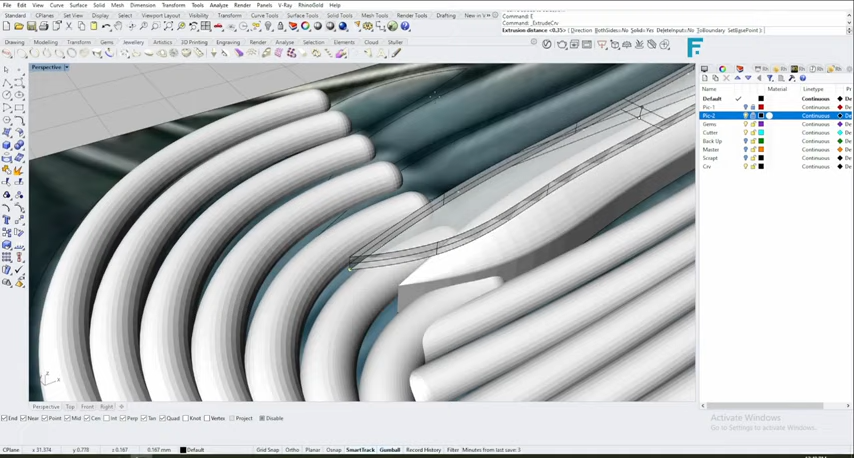 File Edit View Curve Surface Solid Mesh Dimension Transform Tools Analyze Render Panels V-Ray RhinoGold Help
Command: E
Command: _ExtrudeCrv
Extrusion distance <0.35> ( Direction BothSides=No Solid=Yes DeleteInput=No ToBoundary SetBasePoint ):
Standard CPlanes Set View Display Select Viewport Layout Visibility Transform Curve Tools Surface Tools Solid Tools Mesh Tools Render Tools Drafting New in V
Drawing Modeling Gems Jewellery Artistics 3D Printing Engraving Render Analyse Selection Elements Cloud
F.
Perspective
Name Material Linetype
Default Continuous
Pic-1 Continuous
Pic-2 Continuous
Gems Continuous
Cutter Continuous
Back Up Continuous
Master Continuous
Continuous
Crv Continuous
z
x
Perspective Top Front Right
End Near Point Mid Cen Int Perp Tan Quad Knot Vertex Project Disable
Activate Windows
Go to Settings to activate Windows.
CPlane x 31.374 y 0.778 z 0.167 0.167 mm Default Grid Snap Ortho Planar Osnap SmartTrack Gumball Record History Filter Minutes from last save: 3